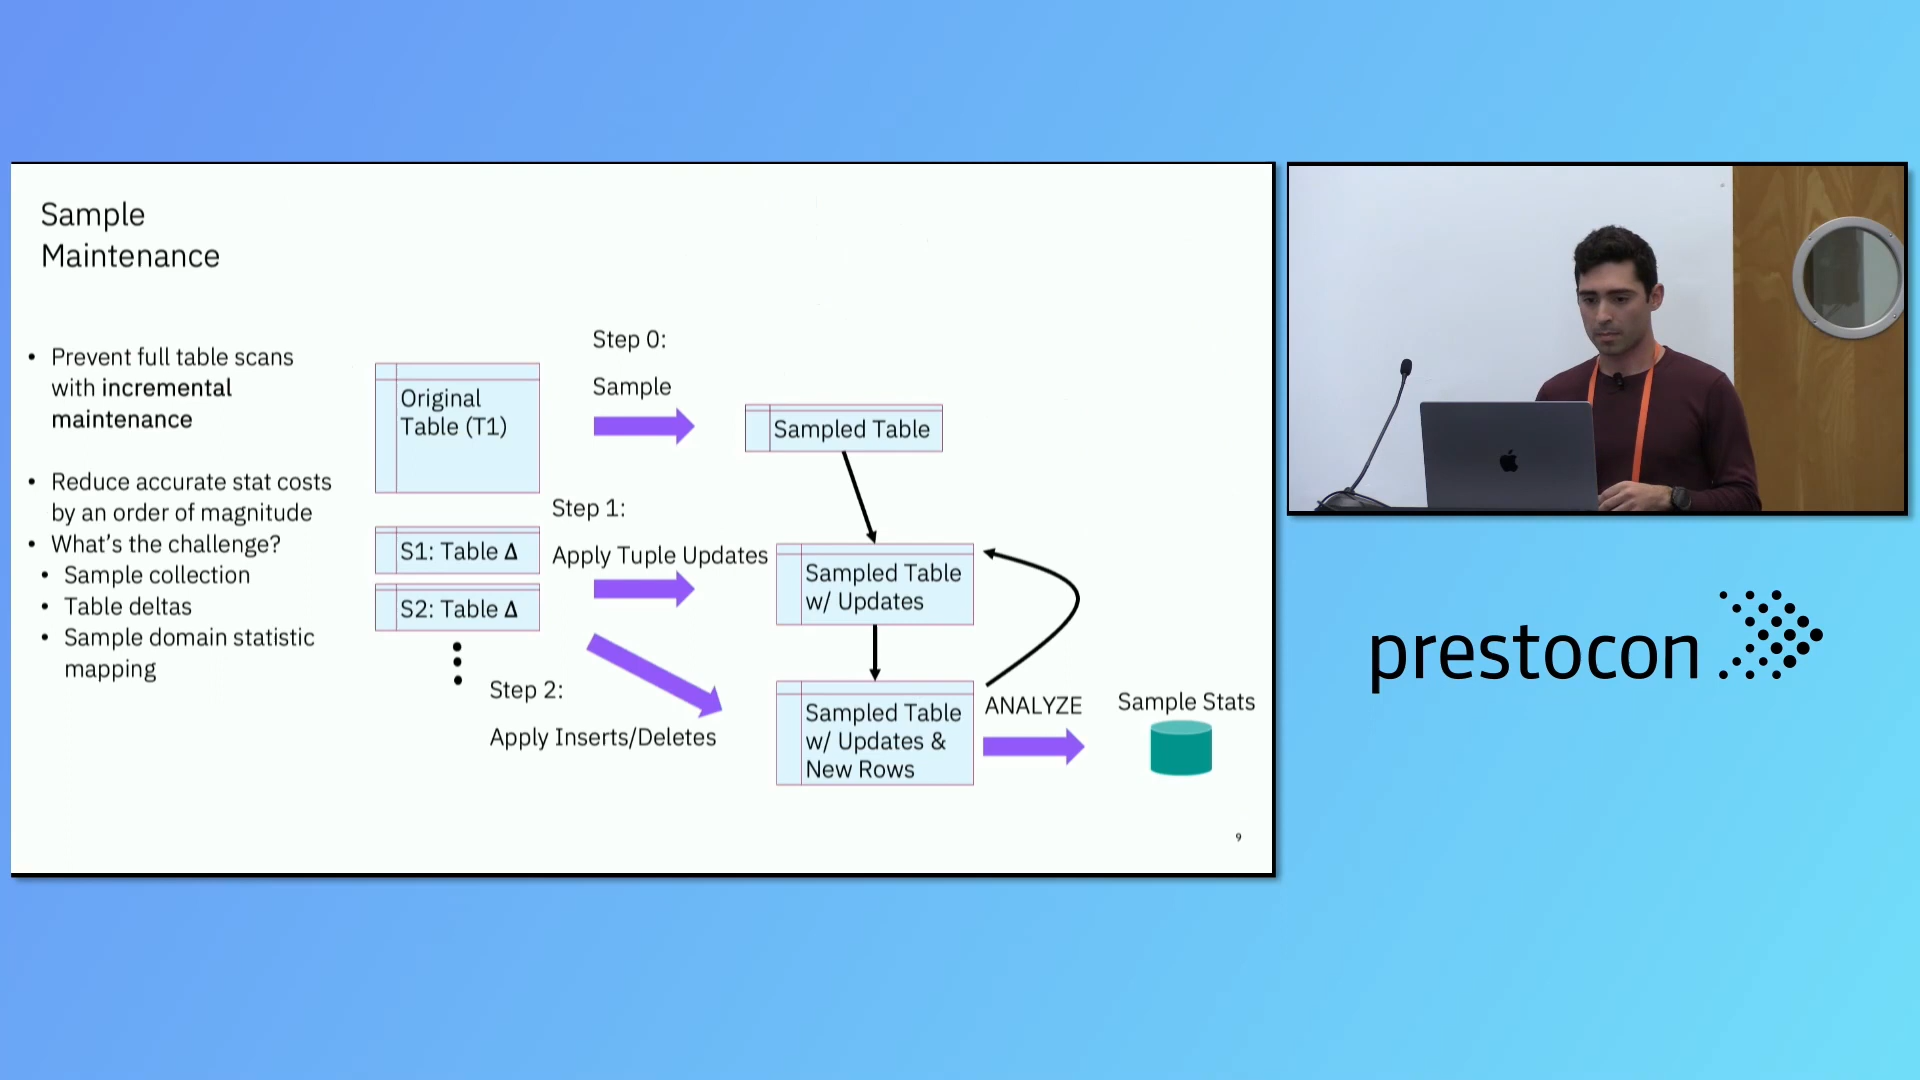 Sample
Maintenance
• Prevent full table scans
with incremental
maintenance
• Reduce accurate stat costs
by an order of magnitude
• What's the challenge?
• Sample collection
• Table deltas
• Sample domain statistic
mapping
Original
Table (T1)
S1: Table Δ
S2: Table Δ
Step 0:
Sample
Sampled Table
Step 1:
Apply Tuple Updates
Sampled Table
w/ Updates
Step 2:
Apply Inserts/Deletes
Sampled Table
w/ Updates &
New Rows
ANALYZE
Sample Stats
9
prestocon